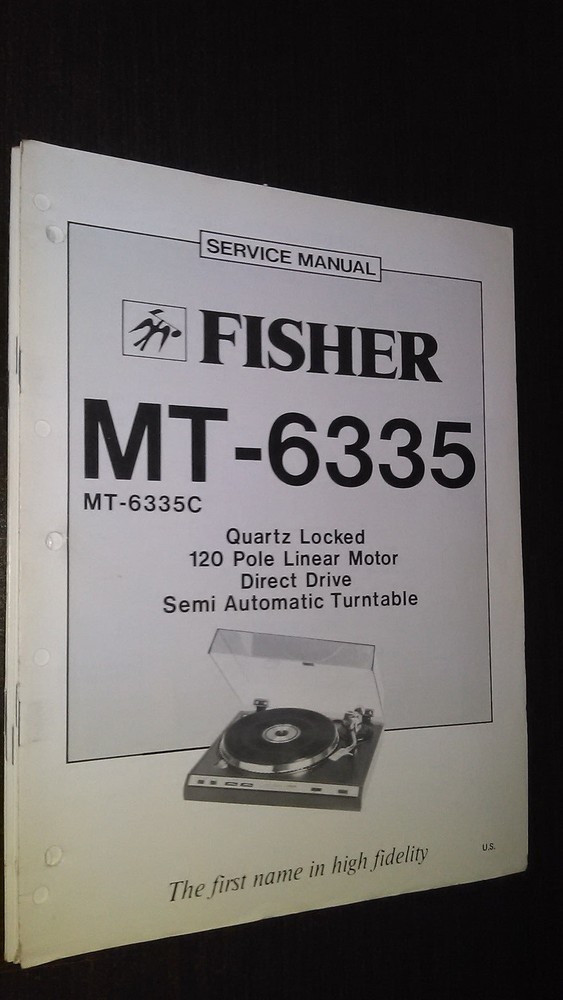 SERVICE MANUAL
FISHER
MT-6335
MT-6335C
Quartz Locked
120 Pole Linear Motor
Direct Drive
Semi Automatic Turntable
The first name in high fidelity
U.S.